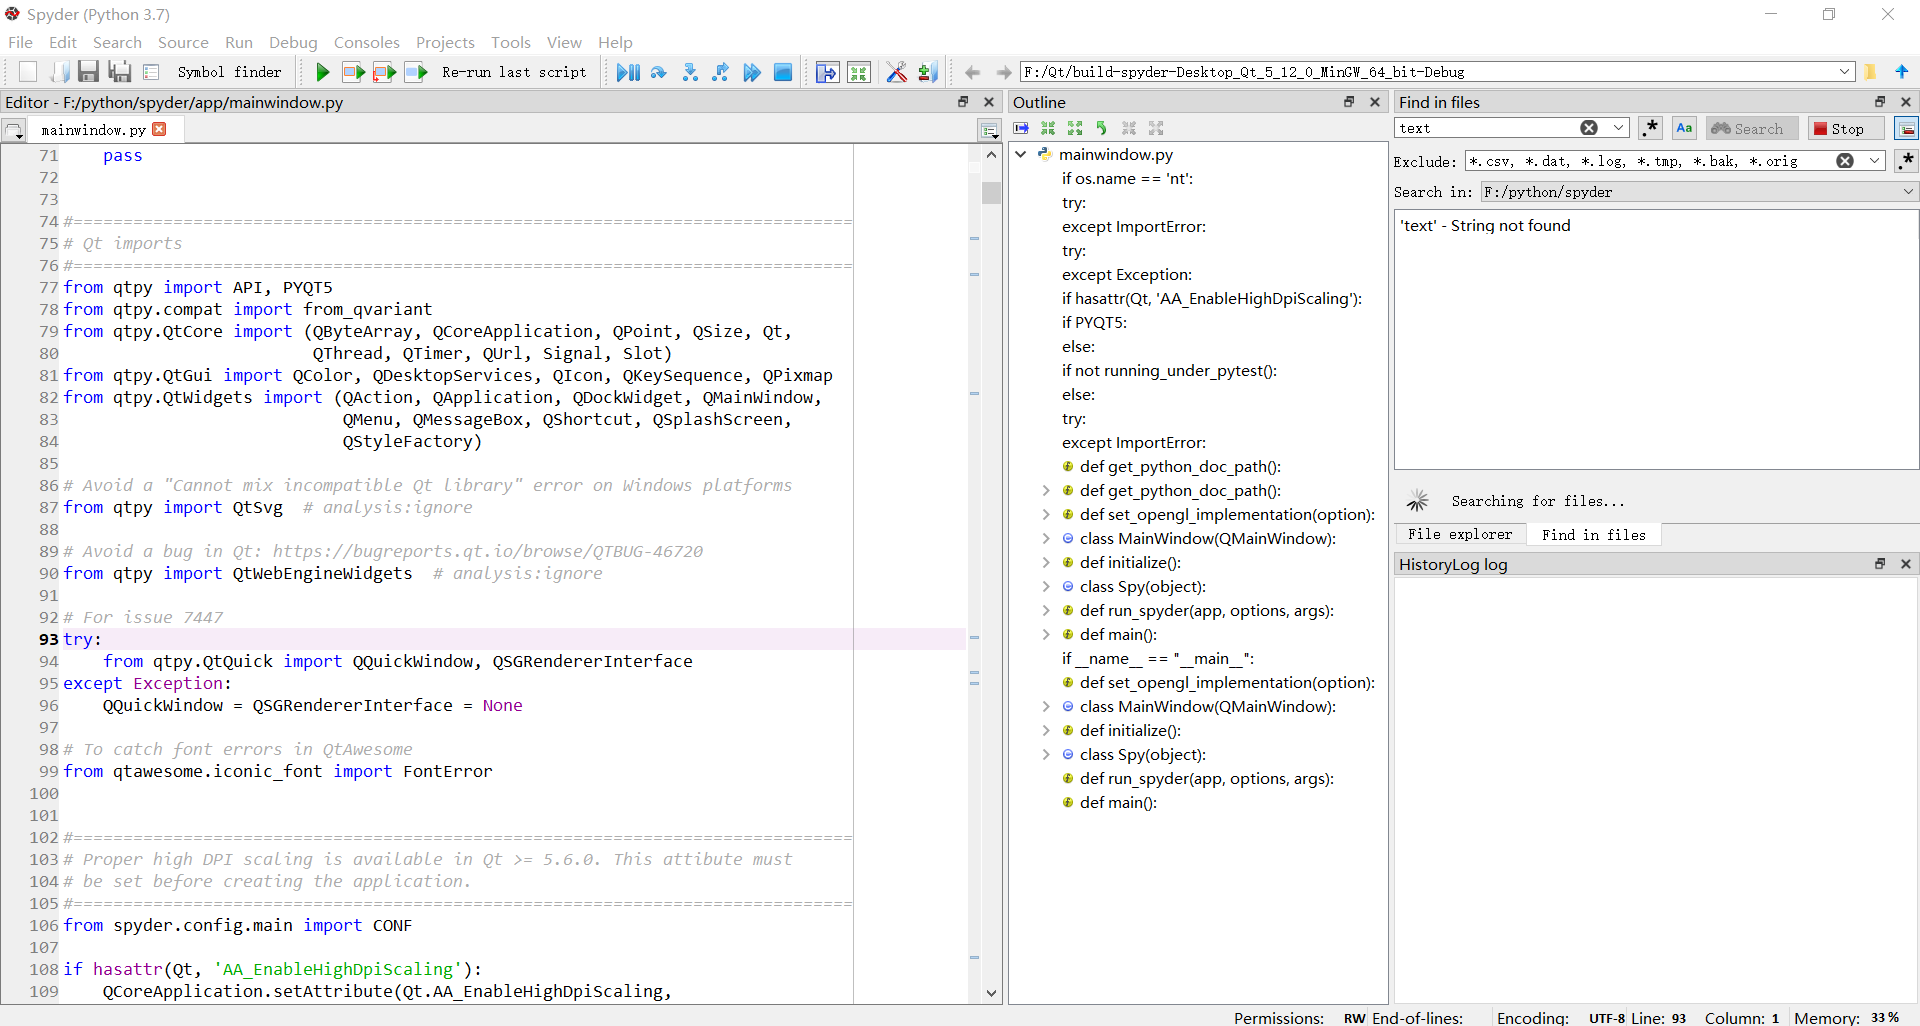 Spyder (Python 3.7)
File Edit Search Source Run Debug Consoles Projects Tools View Help
Symbol finder
Re-run last script
F:/Qt/build-spyder-Desktop_Qt_5_12_0_MinGW_64_bit-Debug
Editor - F:/python/spyder/app/mainwindow.py
mainwindow.py
71     pass
72
73
74 #==============================================================================
75 # Qt imports
76 #==============================================================================
77 from qtpy import API, PYQT5
78 from qtpy.compat import from_qvariant
79 from qtpy.QtCore import (QByteArray, QCoreApplication, QPoint, QSize, Qt,
80                          QThread, QTimer, QUrl, Signal, Slot)
81 from qtpy.QtGui import QColor, QDesktopServices, QIcon, QKeySequence, QPixmap
82 from qtpy.QtWidgets import (QAction, QApplication, QDockWidget, QMainWindow,
83                             QMenu, QMessageBox, QShortcut, QSplashScreen,
84                             QStyleFactory)
85
86 # Avoid a "Cannot mix incompatible Qt library" error on Windows platforms
87 from qtpy import QtSvg  # analysis:ignore
88
89 # Avoid a bug in Qt: https://bugreports.qt.io/browse/QTBUG-46720
90 from qtpy import QtWebEngineWidgets  # analysis:ignore
91
92 # For issue 7447
93 try:
94     from qtpy.QtQuick import QQuickWindow, QSGRendererInterface
95 except Exception:
96     QQuickWindow = QSGRendererInterface = None
97
98 # To catch font errors in QtAwesome
99 from qtawesome.iconic_font import FontError
100
101
102 #==============================================================================
103 # Proper high DPI scaling is available in Qt >= 5.6.0. This attibute must
104 # be set before creating the application.
105 #==============================================================================
106 from spyder.config.main import CONF
107
108 if hasattr(Qt, 'AA_EnableHighDpiScaling'):
109     QCoreApplication.setAttribute(Qt.AA_EnableHighDpiScaling,
Outline
mainwindow.py
if os.name == 'nt':
try:
except ImportError:
try:
except Exception:
if hasattr(Qt, 'AA_EnableHighDpiScaling'):
if PYQT5:
else:
if not running_under_pytest():
else:
try:
except ImportError:
def get_python_doc_path():
def get_python_doc_path():
def set_opengl_implementation(option):
class MainWindow(QMainWindow):
def initialize():
class Spy(object):
def run_spyder(app, options, args):
def main():
if __name__ == "__main__":
def set_opengl_implementation(option):
class MainWindow(QMainWindow):
def initialize():
class Spy(object):
def run_spyder(app, options, args):
def main():
Find in files
text
.*
Aa
Search
Stop
Exclude: *.csv, *.dat, *.log, *.tmp, *.bak, *.orig
.*
Search in: F:/python/spyder
'text' - String not found
Searching for files...
File explorer
Find in files
HistoryLog log
Permissions: RW End-of-lines: Encoding: UTF-8 Line: 93 Column: 1 Memory: 33 %